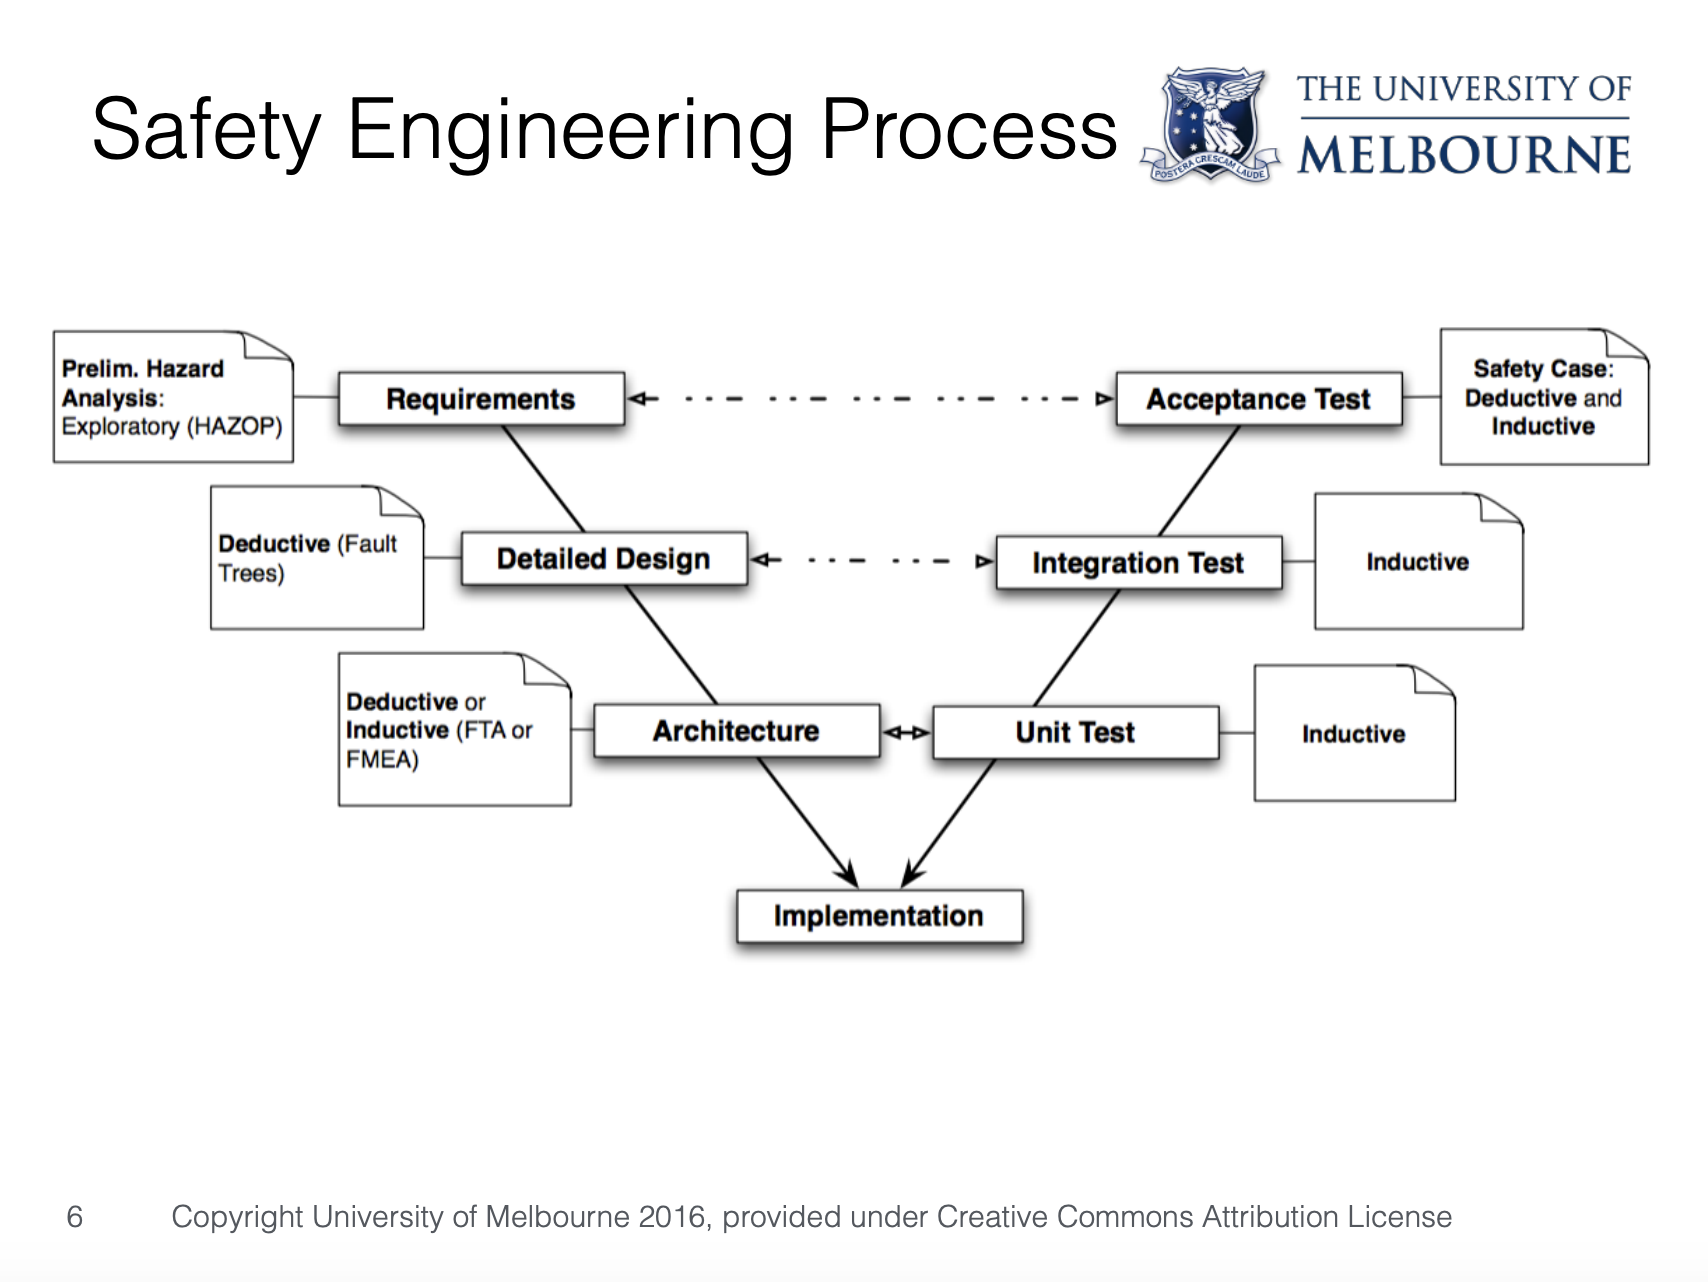 Safety Engineering Process
THE UNIVERSITY OF
MELBOURNE
POSTERA CRESCAM LAUDE
Prelim. Hazard
Analysis:
Exploratory (HAZOP)
Requirements
Acceptance Test
Safety Case:
Deductive and
Inductive
Deductive (Fault
Trees)
Detailed Design
Integration Test
Inductive
Deductive or
Inductive (FTA or
FMEA)
Architecture
Unit Test
Inductive
Implementation
6
Copyright University of Melbourne 2016, provided under Creative Commons Attribution License